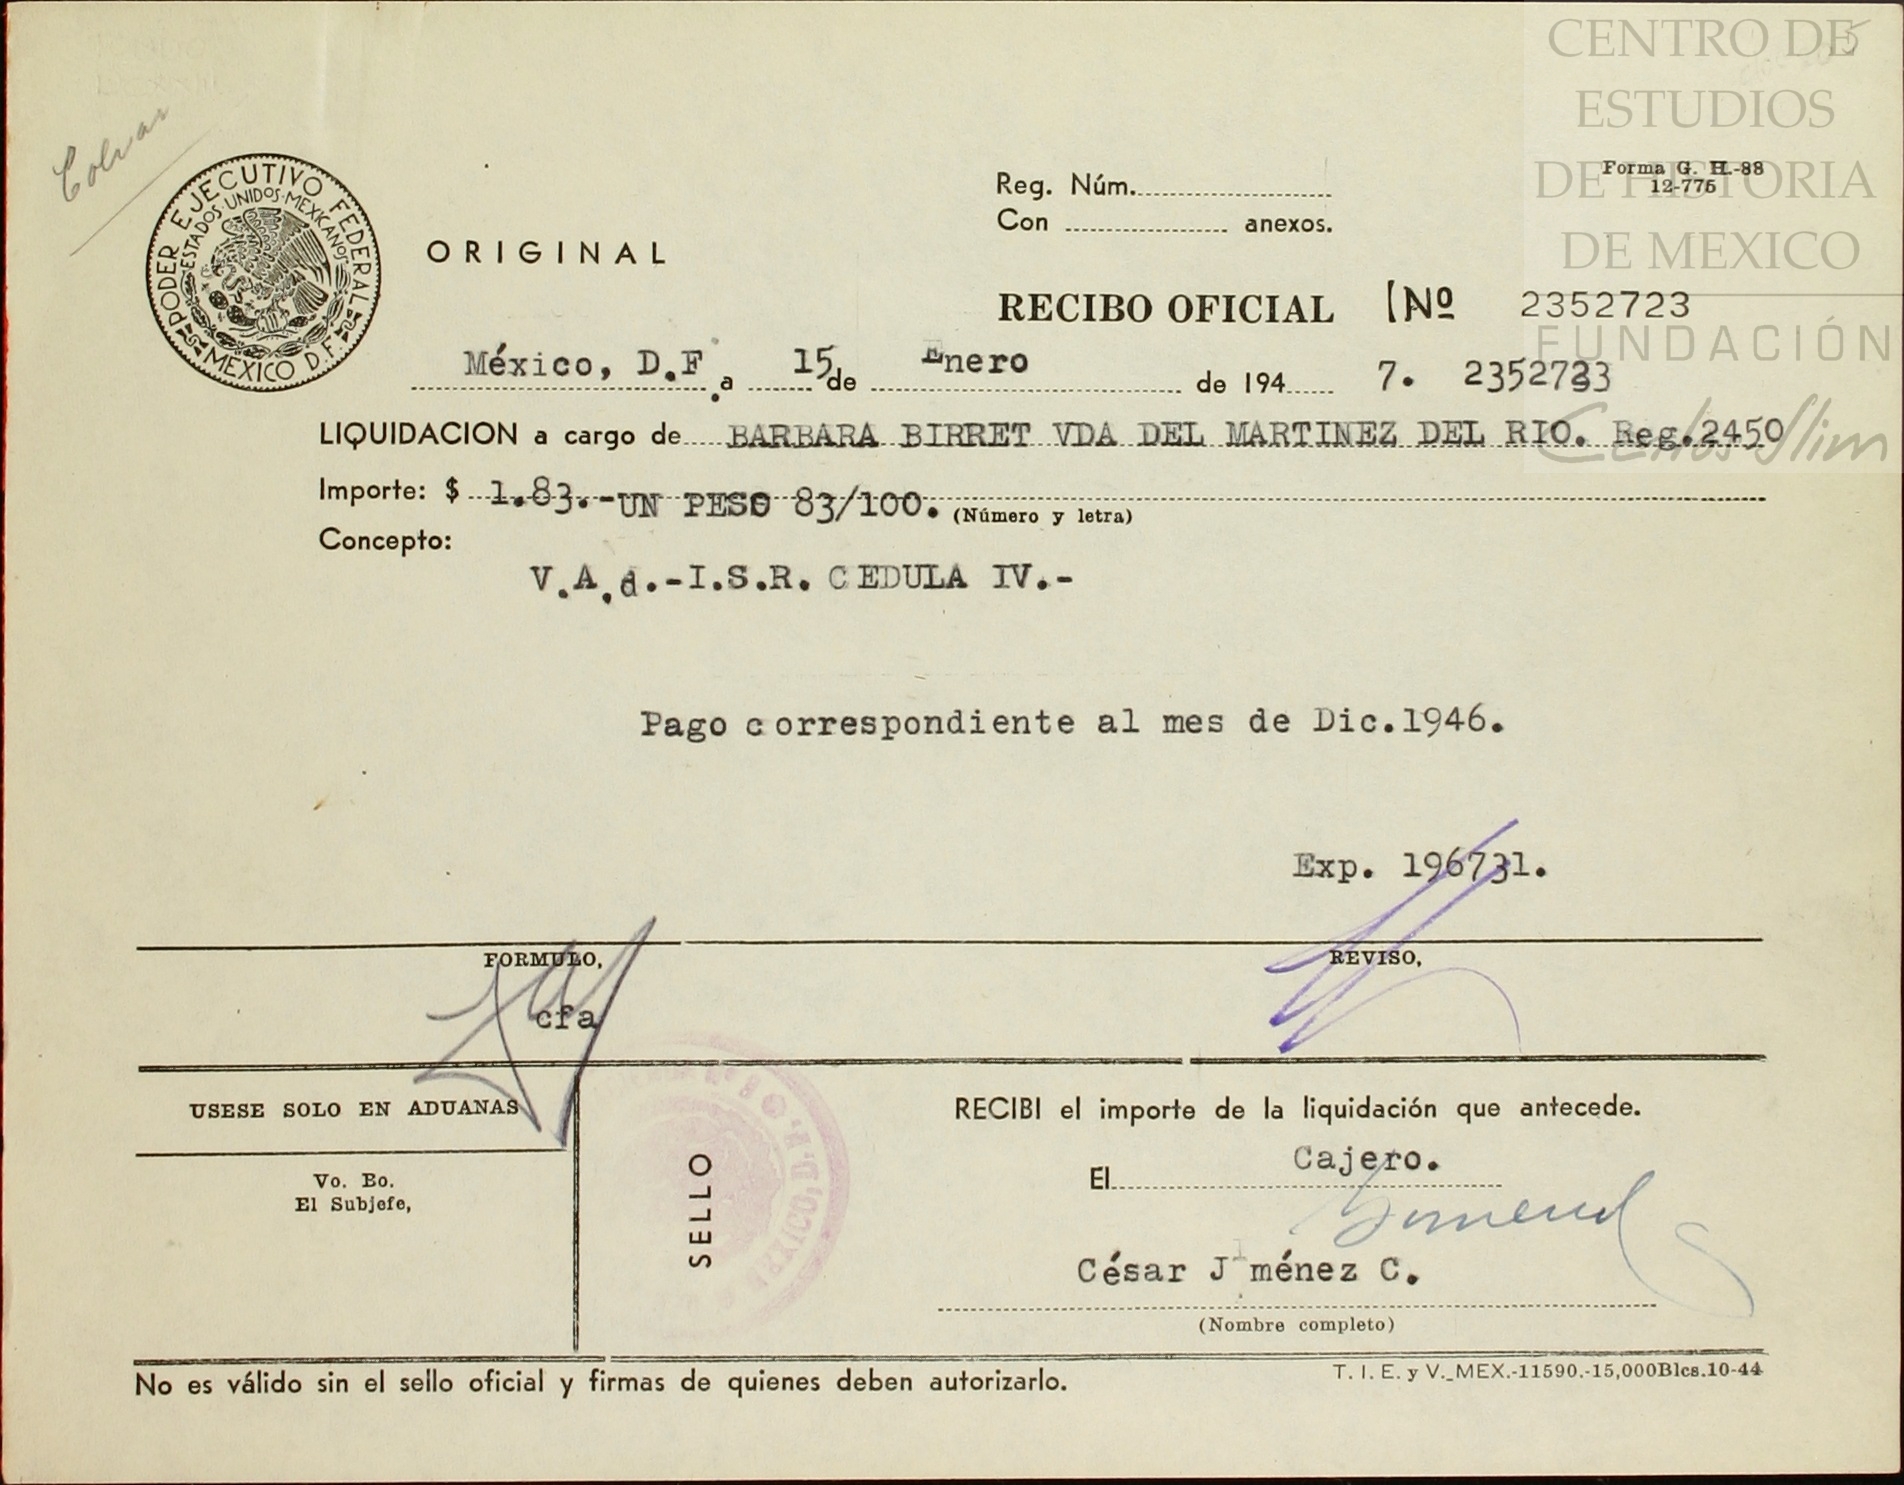 CENTRO DE
ESTUDIOS
DE HISTORIA
DE MEXICO
FUNDACIÓN
Carlos Slim
PODER EJECUTIVO FEDERAL
ESTADOS·UNIDOS·MEXICANOS
MEXICO D.F.
ORIGINAL
Reg. Núm.
Con anexos.
Forma G. H.-88
12-775
RECIBO OFICIAL Nº 2352723
México, D.F. a 15 de Enero de 194 7. 2352723
LIQUIDACION a cargo de BARBARA BIRRET VDA DEL MARTINEZ DEL RIO. Reg.2450
Importe: $ 1.83.-UN PESO 83/100. (Número y letra)
Concepto:
V.A.d.-I.S.R. CEDULA IV.-
Pago correspondiente al mes de Dic.1946.
Exp. 196731.
FORMULO, REVISO,
cfa
USESE SOLO EN ADUANAS
Vo. Bo.
El Subjefe,
SELLO
RECIBI el importe de la liquidación que antecede.
El Cajero.
César Jiménez C.
(Nombre completo)
No es válido sin el sello oficial y firmas de quienes deben autorizarlo.
T. I. E. y V._MEX.-11590.-15,000Blcs.10-44